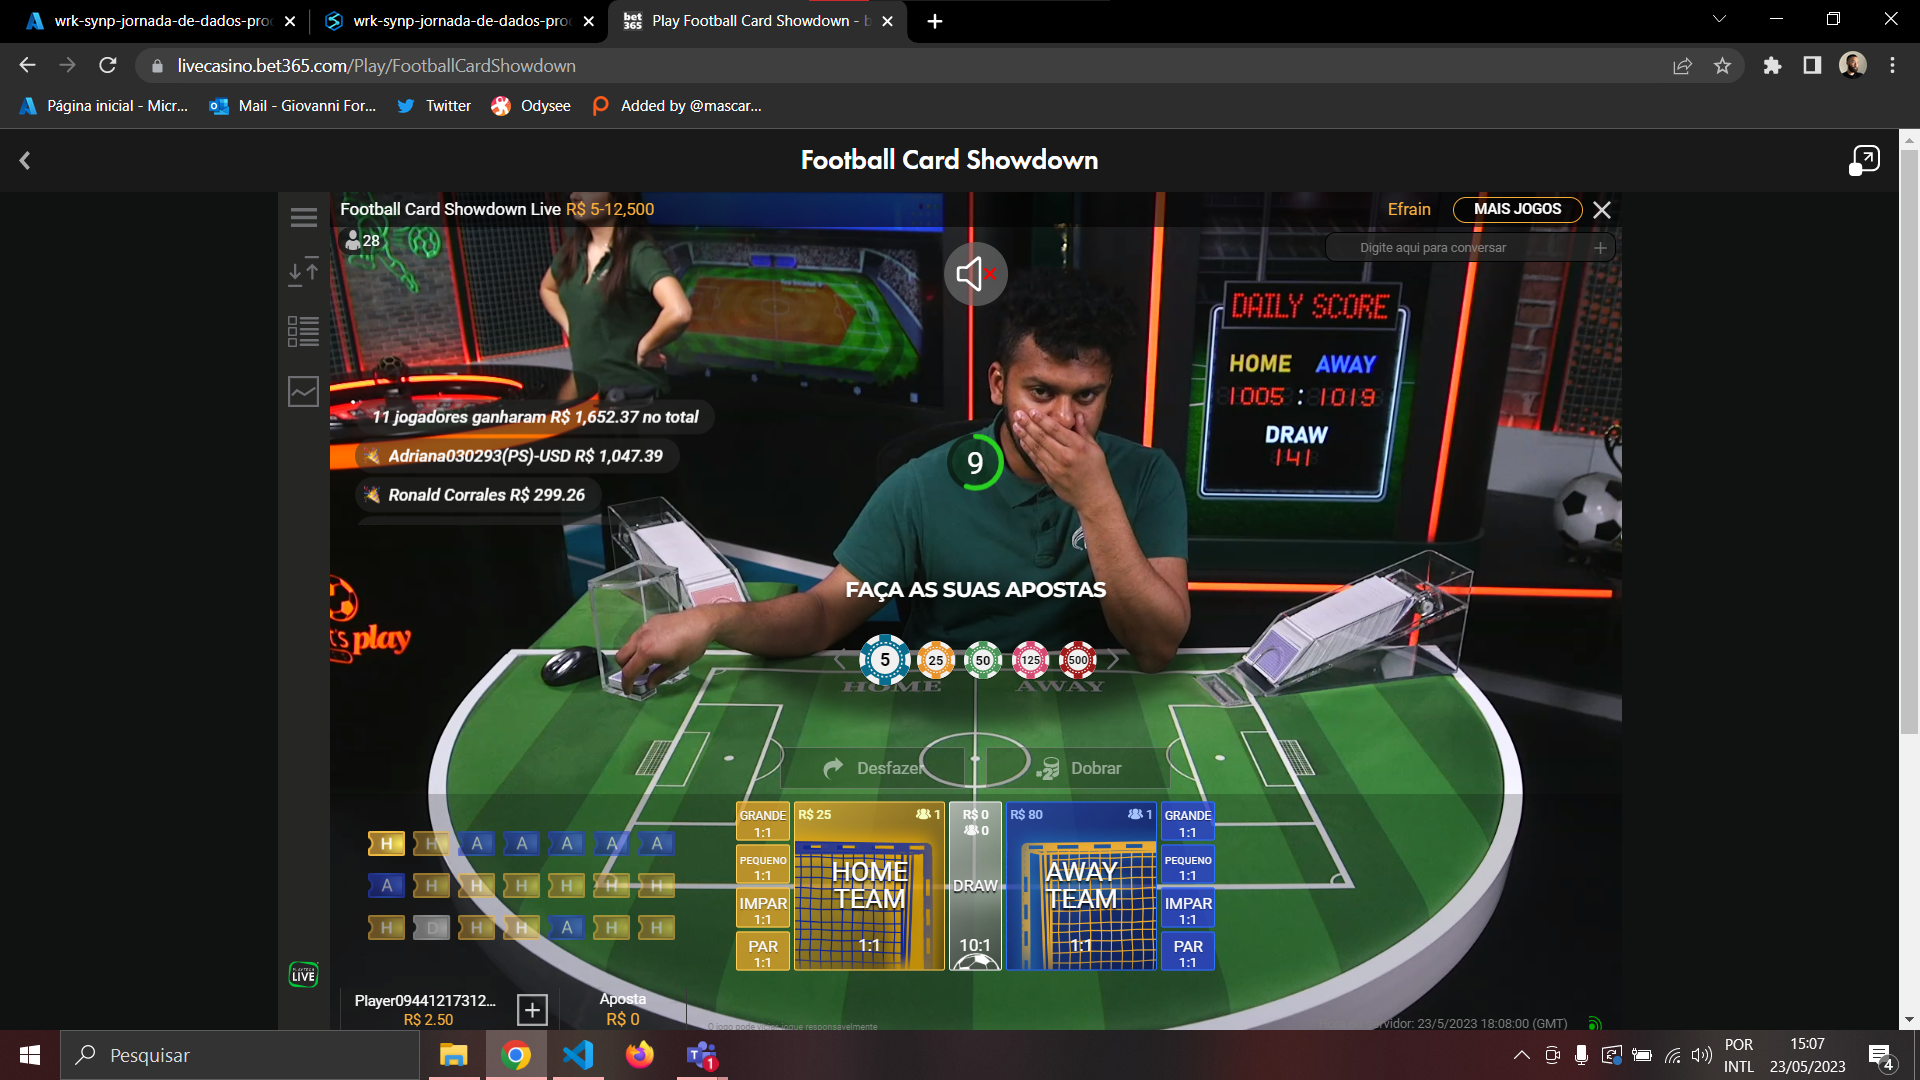 wrk-synp-jornada-de-dados-pro
wrk-synp-jornada-de-dados-pro
bet365
Play Football Card Showdown - b
livecasino.bet365.com/Play/FootballCardShowdown
Página inicial - Micr...
Mail - Giovanni For...
Twitter
Odysee
Added by @mascar...
Football Card Showdown
Football Card Showdown Live R$ 5-12,500
Efrain
MAIS JOGOS
28
Digite aqui para conversar
DAILY SCORE
HOME AWAY
1005 : 1019
DRAW
141
11 jogadores ganharam R$ 1,652.37 no total
Adriana030293(PS)-USD R$ 1,047.39
9
Ronald Corrales R$ 299.26
FAÇA AS SUAS APOSTAS
play
5 25 50 125 500
HOME AWAY
Desfazer
x2 Dobrar
GRANDE 1:1
PEQUENO 1:1
IMPAR 1:1
PAR 1:1
R$ 25 1
HOME TEAM
1:1
R$ 0
0
DRAW
10:1
R$ 80 1
AWAY TEAM
1:1
GRANDE 1:1
PEQUENO 1:1
IMPAR 1:1
PAR 1:1
H H A A A A A
A H H H H H H
H D H H A H H
LIVE
Player09441217312...
R$ 2.50
Aposta
R$ 0
O jogo pode viciar, jogue responsavelmente
rvidor: 23/5/2023 18:08:00 (GMT)
Pesquisar
1
POR
INTL
15:07
23/05/2023
4